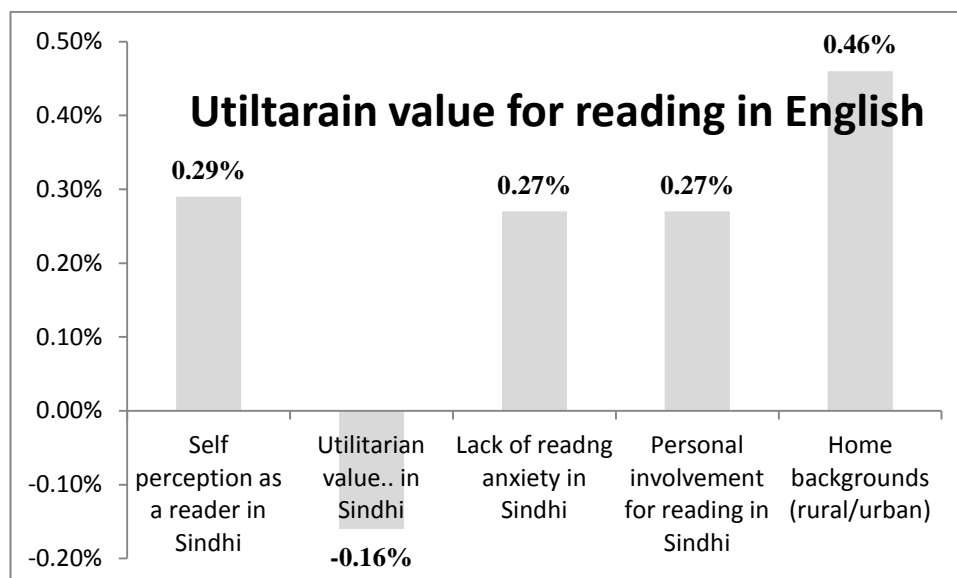 Utiltarain value for reading in English
0.50%
0.40%
0.30%
0.20%
0.10%
0.00%
-0.10%
-0.20%
0.29%
-0.16%
0.27%
0.27%
0.46%
Self
perception as
a reader in
Sindhi
Utilitarian
value.. in
Sindhi
Lack of readng
anxiety in
Sindhi
Personal
involvement
for reading in
Sindhi
Home
backgrounds
(rural/urban)